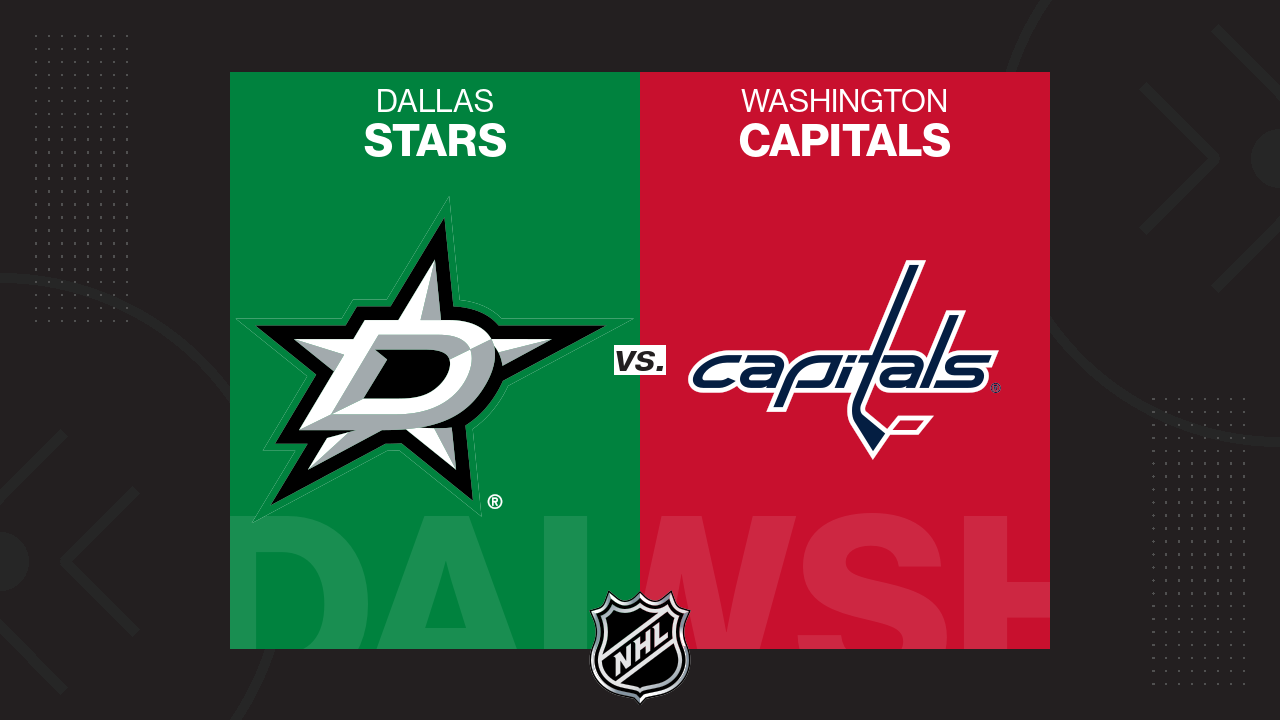 DALLAS
STARS
WASHINGTON
CAPITALS
D
®
vs.
capitals
®
DAL
WSH
NHL